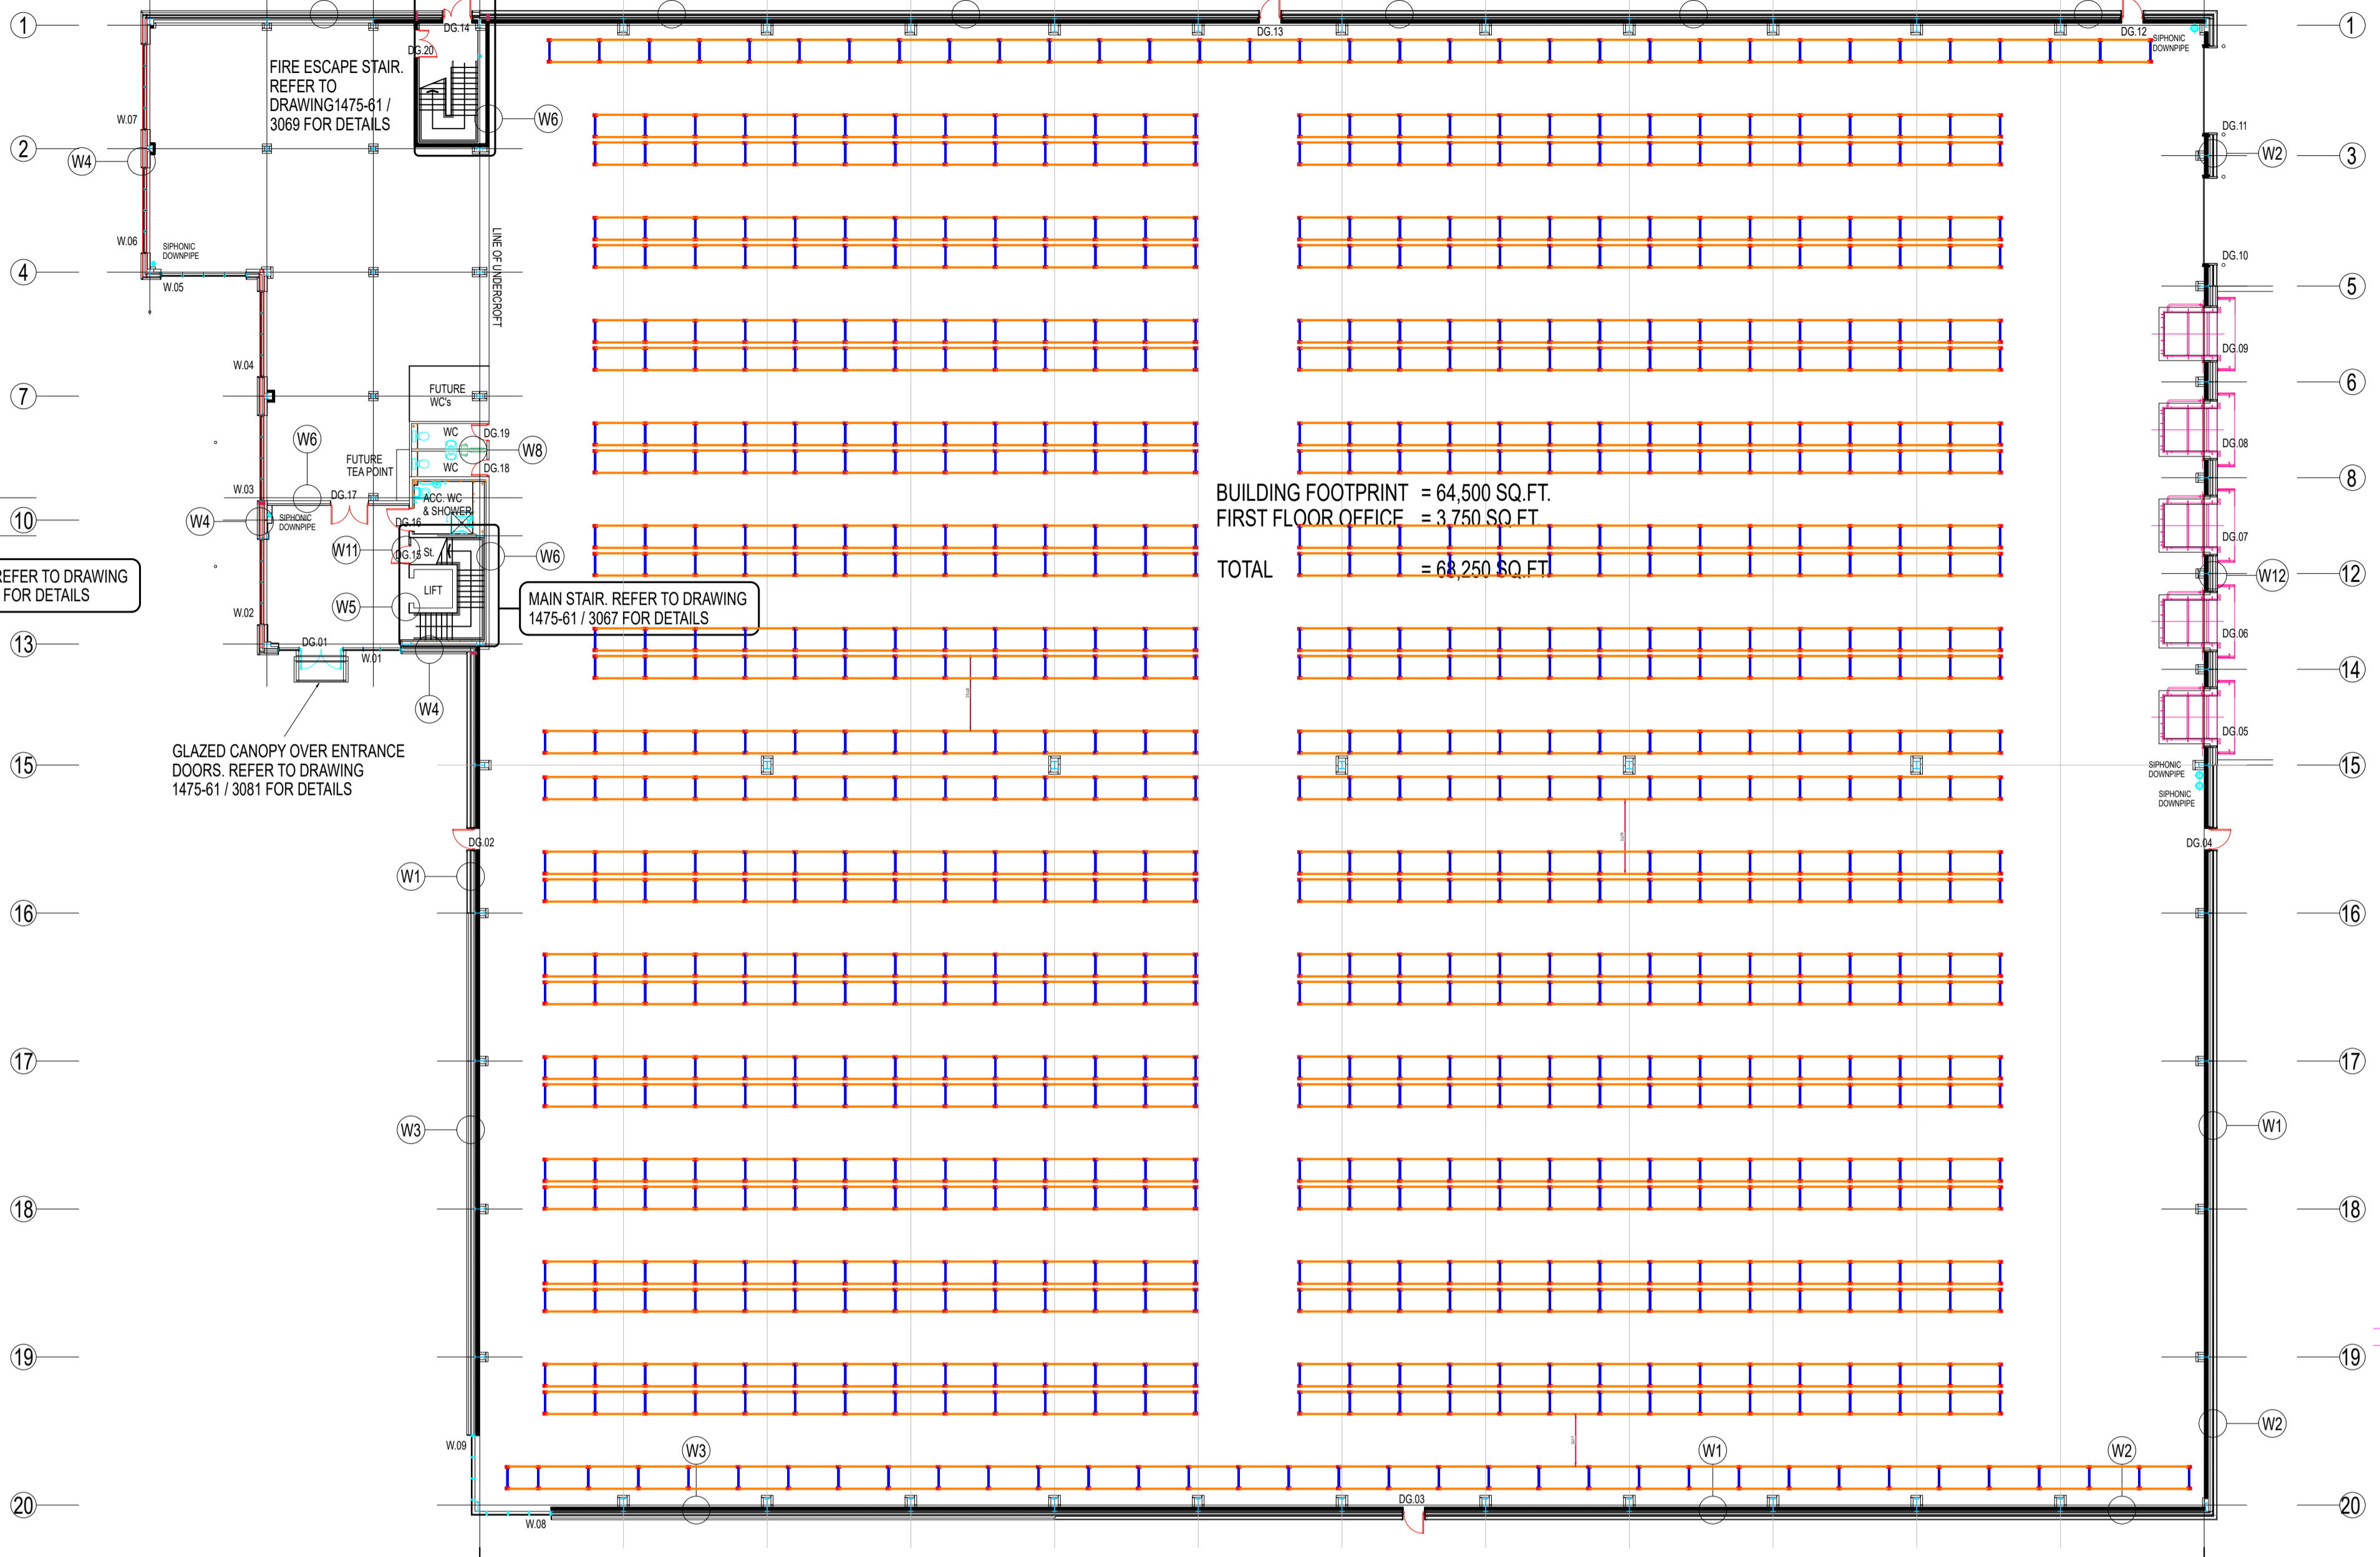 1
DG.14
DG.13
DG.12
SIPHONIC
DOWNPIPE
1
DG.20
FIRE ESCAPE STAIR.
REFER TO
DRAWING1475-61 /
3069 FOR DETAILS
W.07
W6
DG.11
2
W4
W2
3
LINE OF UNDERCROFT
W.06
SIPHONIC
DOWNPIPE
DG.10
4
W.05
5
DG.09
W.04
6
7
FUTURE
WC's
WC
DG.19
W6
W8
DG.08
FUTURE
TEA POINT
WC
DG.18
8
W.03
DG.17
ACC. WC
& SHOWER
BUILDING FOOTPRINT = 64,500 SQ.FT.
FIRST FLOOR OFFICE = 3,750 SQ.FT.
TOTAL = 68,250 SQ.FT.
10
W4
SIPHONIC
DOWNPIPE
DG.16
DG.07
W11
DG.15
St.
W6
REFER TO DRAWING
FOR DETAILS
LIFT
W12
12
W5
MAIN STAIR. REFER TO DRAWING
1475-61 / 3067 FOR DETAILS
W.02
DG.06
13
DG.01
W.01
14
W4
DG.05
GLAZED CANOPY OVER ENTRANCE
DOORS. REFER TO DRAWING
1475-61 / 3081 FOR DETAILS
15
SIPHONIC
DOWNPIPE
15
SIPHONIC
DOWNPIPE
DG.02
DG.04
W1
16
16
17
17
W3
W1
18
18
19
19
W2
W.09
W3
W1
W2
20
DG.03
20
W.08